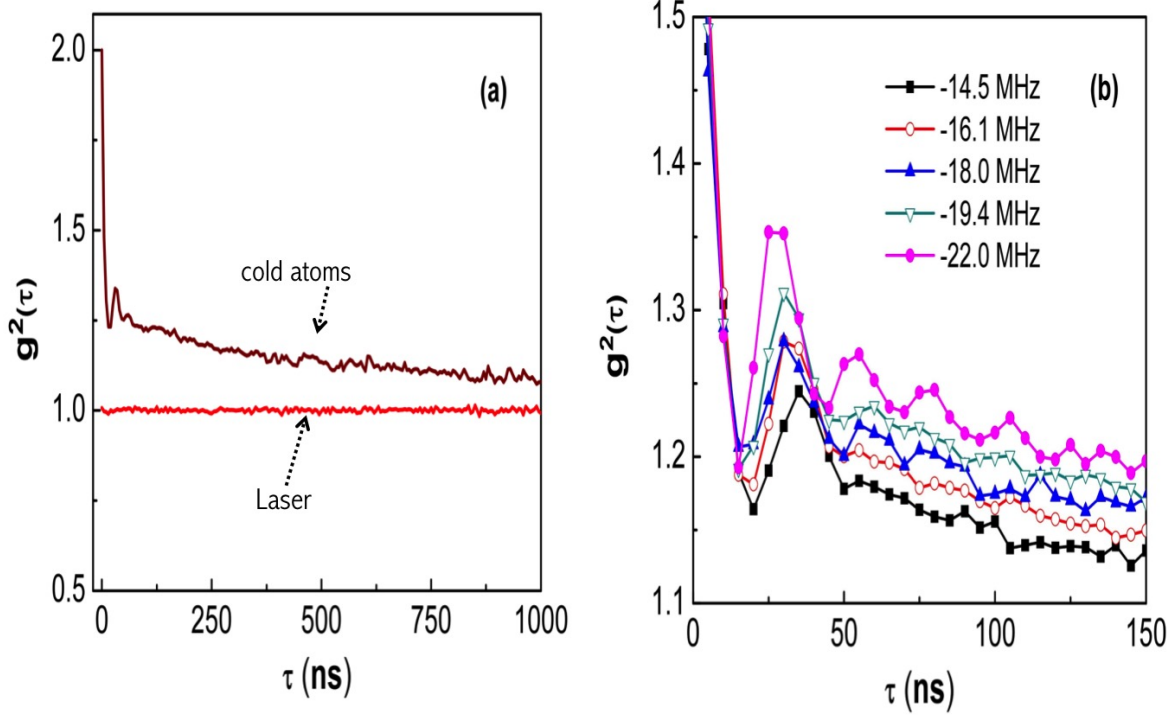 (a)
2.0
1.5
1.0
0.5
g²(τ)
cold atoms
Laser
0
250
500
750
1000
τ (ns)
(b)
1.5
1.4
1.3
1.2
1.1
g²(τ)
-14.5 MHz
-16.1 MHz
-18.0 MHz
-19.4 MHz
-22.0 MHz
0
50
100
150
τ (ns)